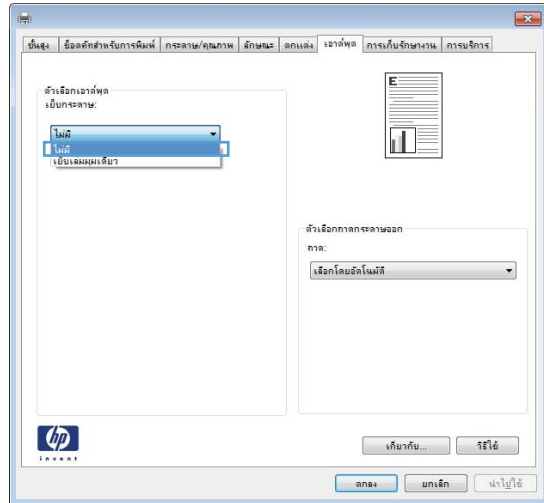 ขั้นสูง ช็อตคัทสำหรับการพิมพ์ กระดาษ/คุณภาพ ลักษณะ ตกแต่ง เอาต์พุต การเก็บรักษางาน การบริการ
ตัวเลือกเอาต์พุต
เย็บกระดาษ:
ไม่มี
ไม่มี
เย็บเล่มมุมเดียว
E
ตัวเลือกถาดกระดาษออก
ถาด:
เลือกโดยอัตโนมัติ
hp
invent
เกี่ยวกับ... วิธีใช้
ตกลง ยกเลิก นำไปใช้